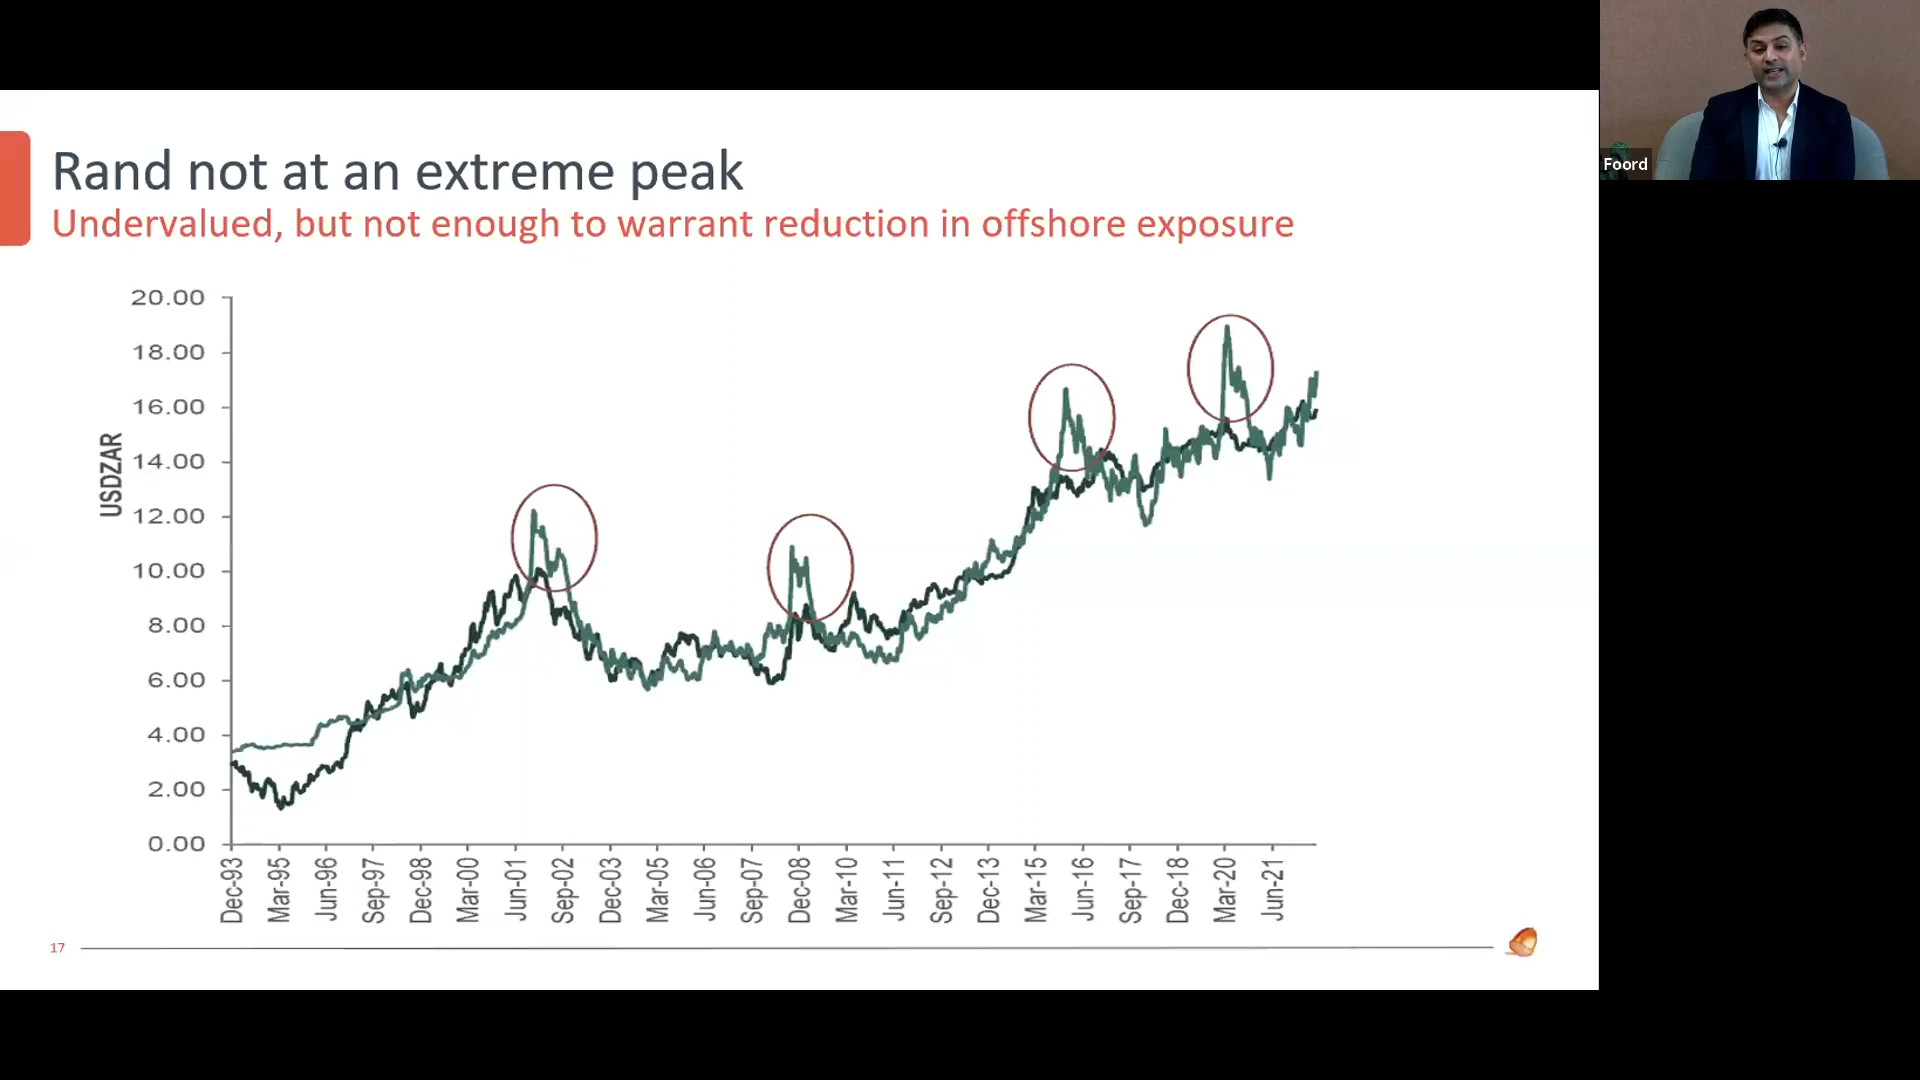 Foord
Rand not at an extreme peak
Undervalued, but not enough to warrant reduction in offshore exposure
USDZAR
20.00
18.00
16.00
14.00
12.00
10.00
8.00
6.00
4.00
2.00
0.00
Dec-93
Mar-95
Jun-96
Sep-97
Dec-98
Mar-00
Jun-01
Sep-02
Dec-03
Mar-05
Jun-06
Sep-07
Dec-08
Mar-10
Jun-11
Sep-12
Dec-13
Mar-15
Jun-16
Sep-17
Dec-18
Mar-20
Jun-21
17